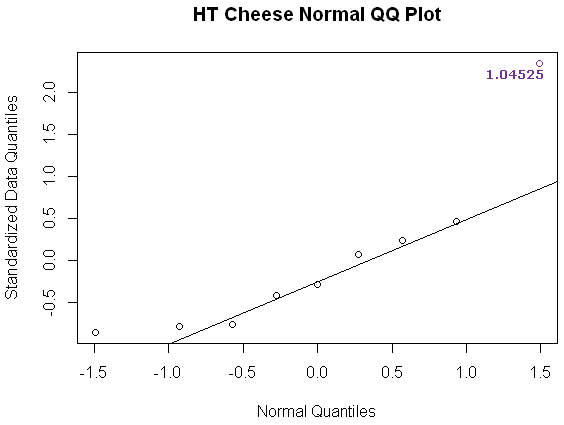 HT Cheese Normal QQ Plot
1.04525
Standardized Data Quantiles
2.0
1.5
1.0
0.5
0.0
-0.5
-1.5 -1.0 -0.5 0.0 0.5 1.0 1.5
Normal Quantiles